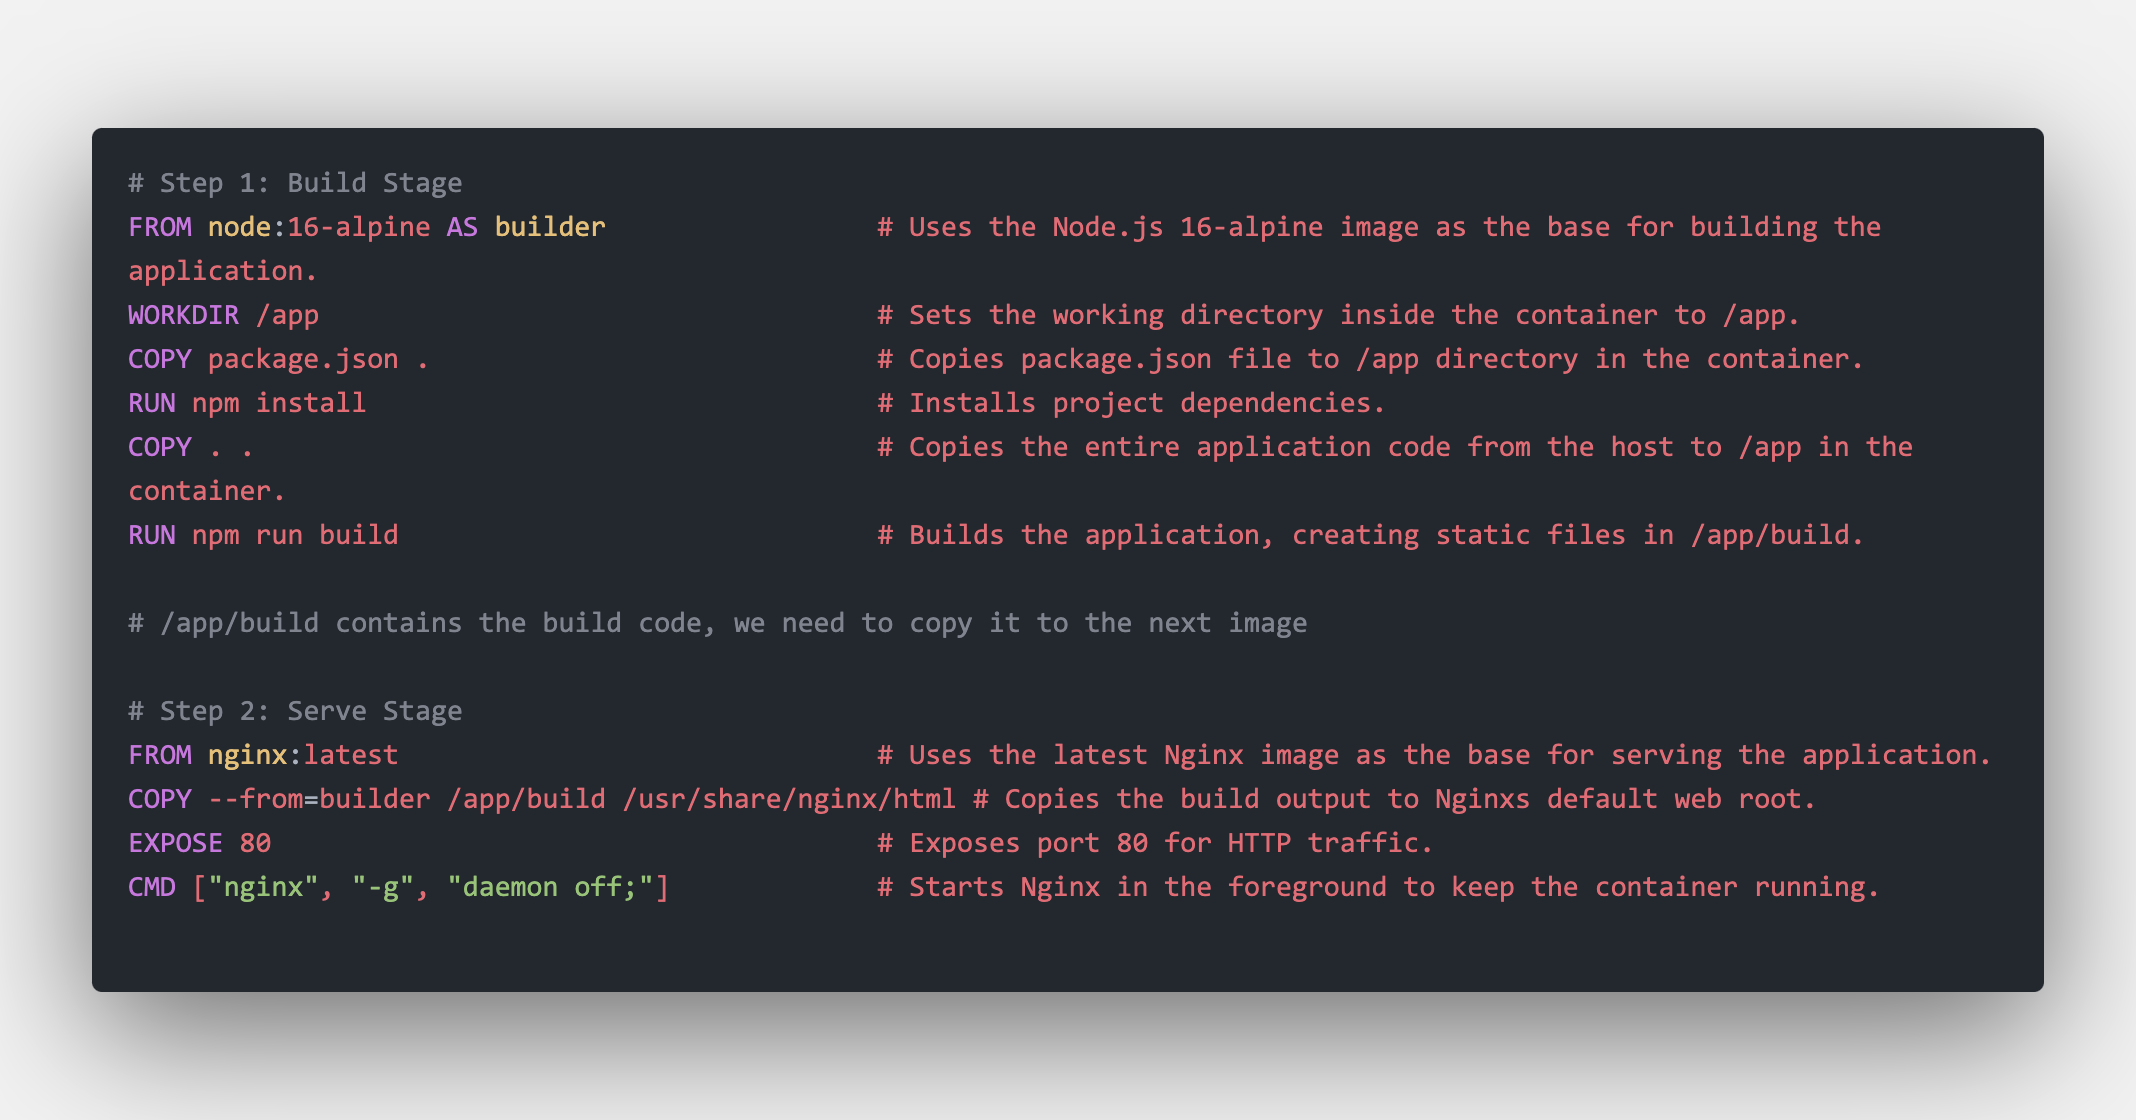 # Step 1: Build Stage
FROM node:16-alpine AS builder                 # Uses the Node.js 16-alpine image as the base for building the
application.
WORKDIR /app                                   # Sets the working directory inside the container to /app.
COPY package.json .                            # Copies package.json file to /app directory in the container.
RUN npm install                                # Installs project dependencies.
COPY . .                                       # Copies the entire application code from the host to /app in the
container.
RUN npm run build                              # Builds the application, creating static files in /app/build.

# /app/build contains the build code, we need to copy it to the next image

# Step 2: Serve Stage
FROM nginx:latest                              # Uses the latest Nginx image as the base for serving the application.
COPY --from=builder /app/build /usr/share/nginx/html # Copies the build output to Nginxs default web root.
EXPOSE 80                                      # Exposes port 80 for HTTP traffic.
CMD ["nginx", "-g", "daemon off;"]             # Starts Nginx in the foreground to keep the container running.